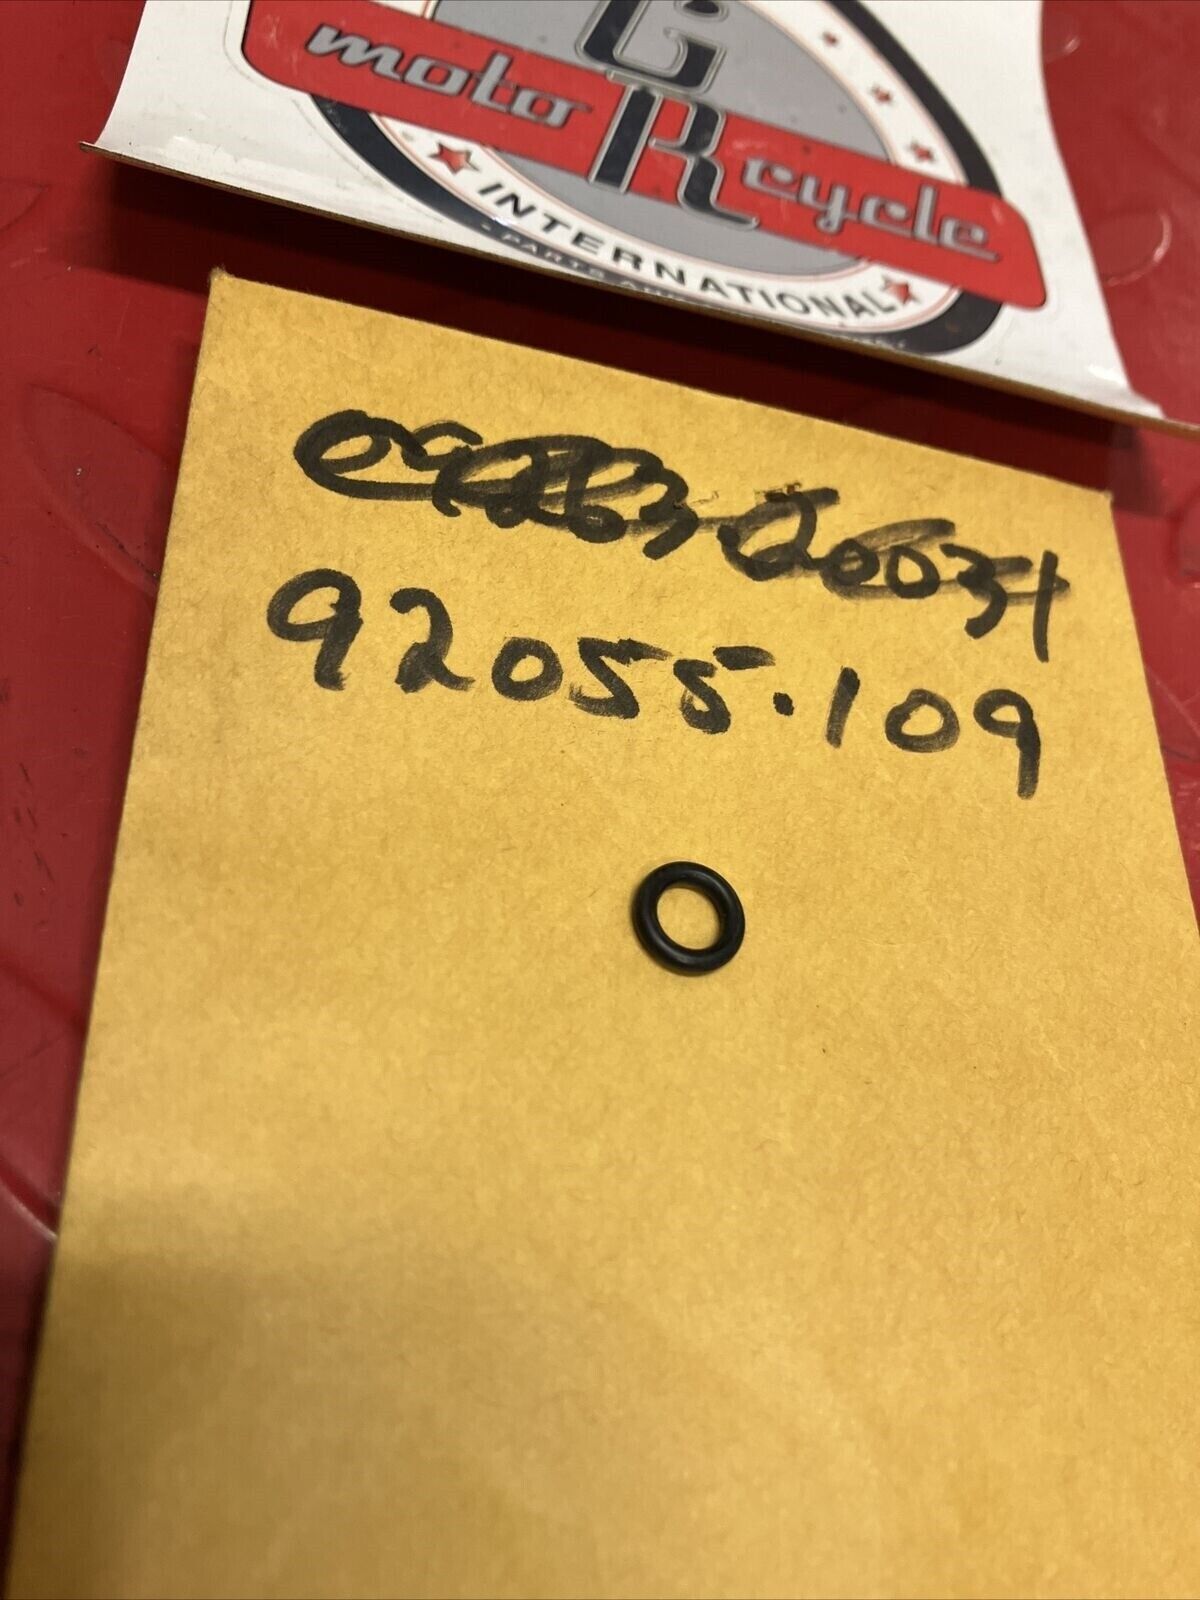 G
moto Rcycle
INTERNATIONAL
92055.109